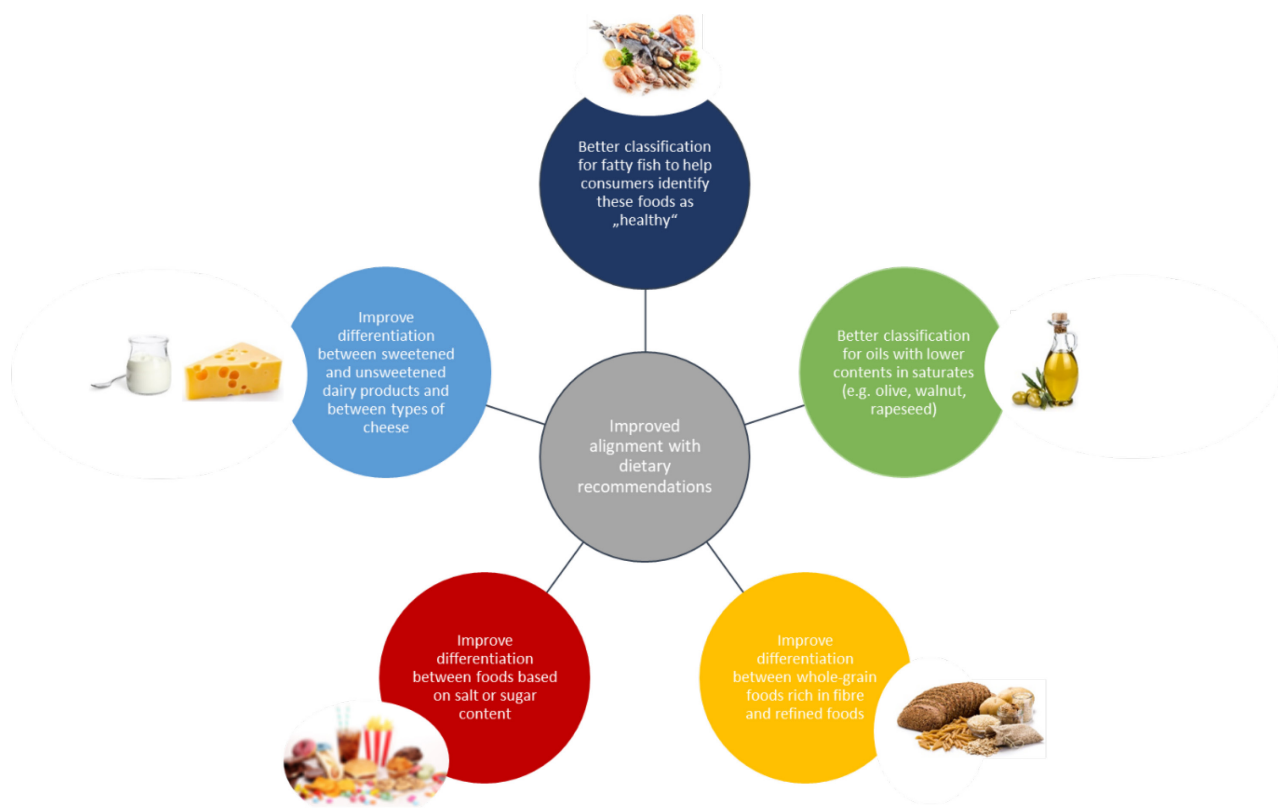 Better classification
for fatty fish to help
consumers identify
these foods as
„healthy“
Improve
differentiation
between sweetened
and unsweetened
dairy products and
between types of
cheese
Better classification
for oils with lower
contents in saturates
(e.g. olive, walnut,
rapeseed)
Improved
alignment with
dietary
recommendations
Improve
differentiation
between foods based
on salt or sugar
content
Improve
differentiation
between whole-grain
foods rich in fibre
and refined foods